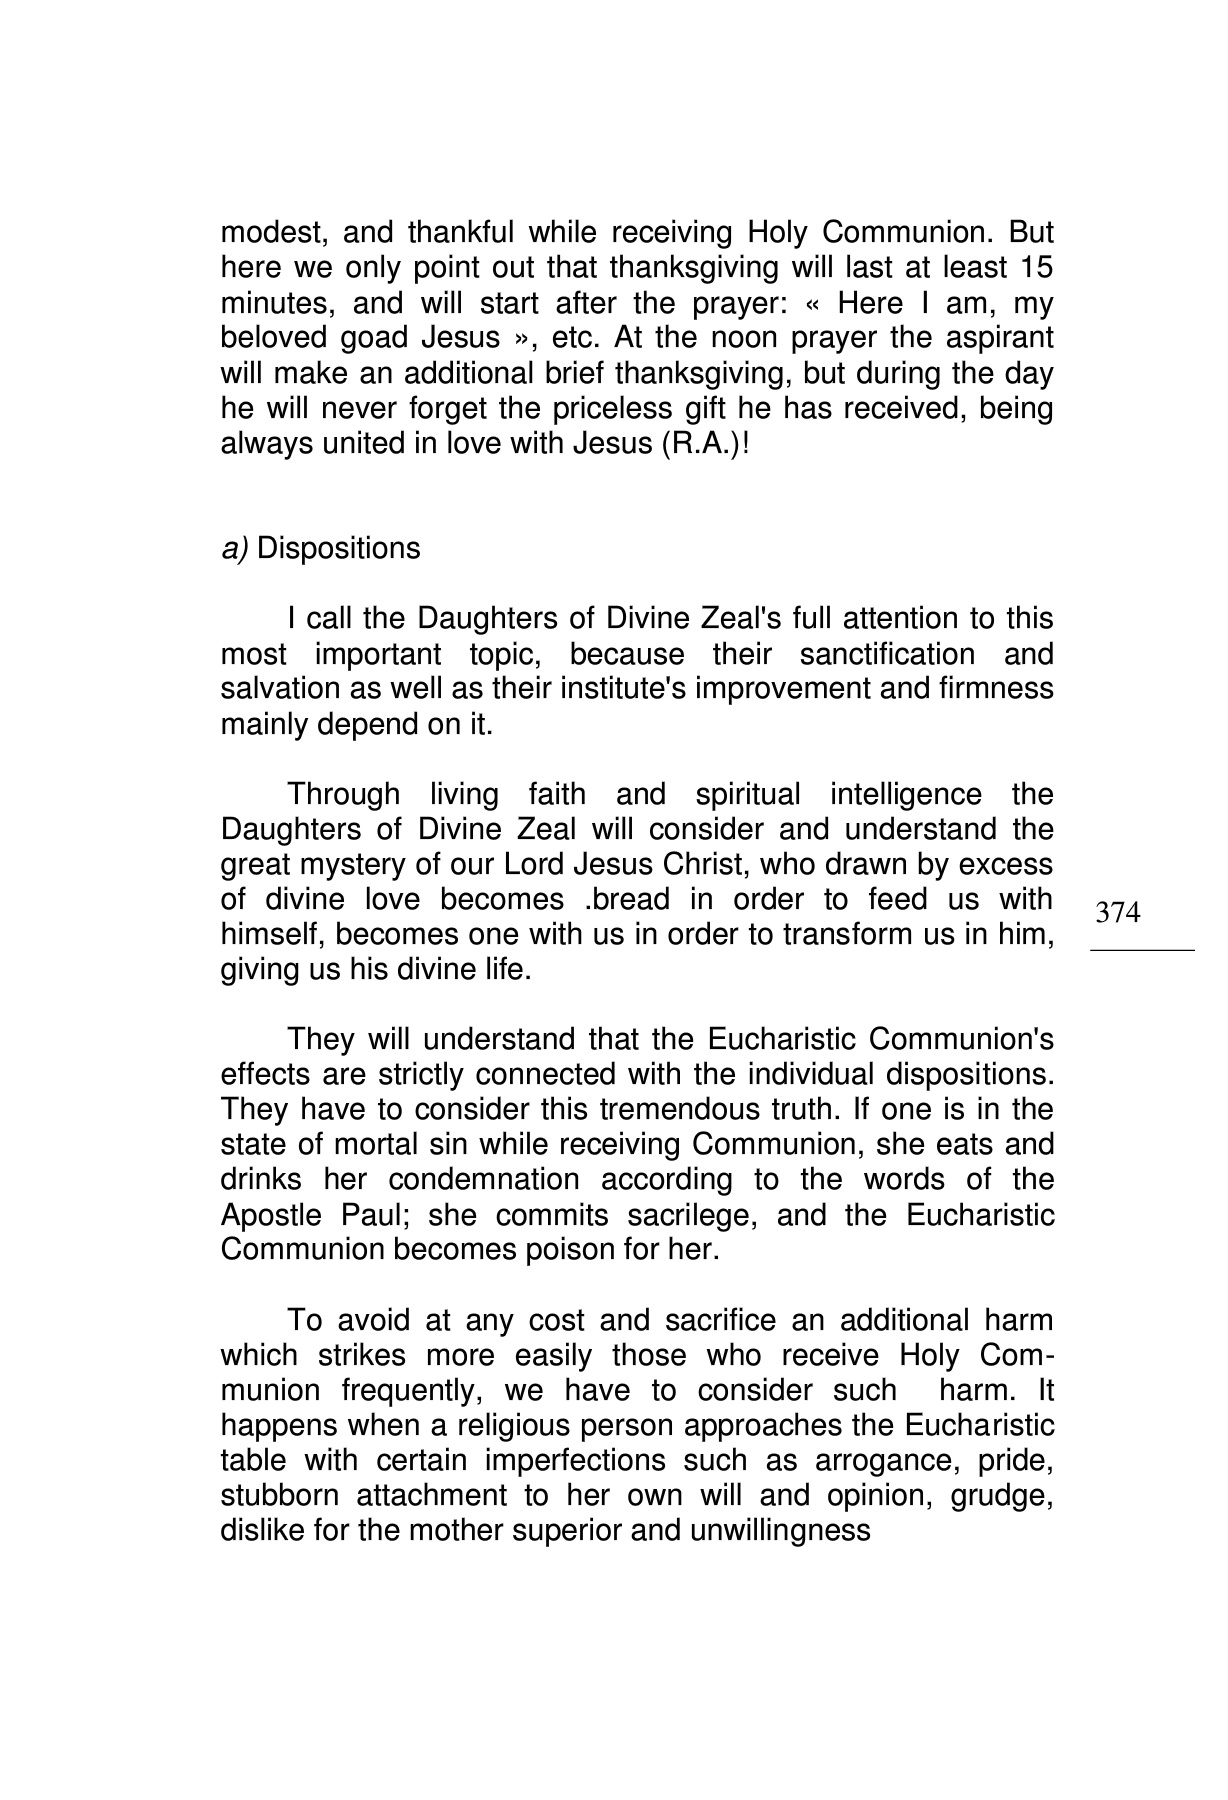 modest, and thankful while receiving Holy Communion. But
here we only point out that thanksgiving will last at least 15
minutes, and will start after the prayer: « Here I am, my
beloved goad Jesus », etc. At the noon prayer the aspirant
will make an additional brief thanksgiving, but during the day
he will never forget the priceless gift he has received, being
always united in love with Jesus (R.A.)!
a) Dispositions
I call the Daughters of Divine Zeal's full attention to this
most important topic, because their sanctification and
salvation as well as their institute's improvement and firmness
mainly depend on it.
Through living faith and spiritual intelligence the
Daughters of Divine Zeal will consider and understand the
great mystery of our Lord Jesus Christ, who drawn by excess
of divine love becomes .bread in order to feed us with
himself, becomes one with us in order to transform us in him,
giving us his divine life.
374
They will understand that the Eucharistic Communion's
effects are strictly connected with the individual dispositions.
They have to consider this tremendous truth. If one is in the
state of mortal sin while receiving Communion, she eats and
drinks her condemnation according to the words of the
Apostle Paul; she commits sacrilege, and the Eucharistic
Communion becomes poison for her.
To avoid at any cost and sacrifice an additional harm
which strikes more easily those who receive Holy Com-
munion frequently, we have to consider such harm. It
happens when a religious person approaches the Eucharistic
table with certain imperfections such as arrogance, pride,
stubborn attachment to her own will and opinion, grudge,
dislike for the mother superior and unwillingness